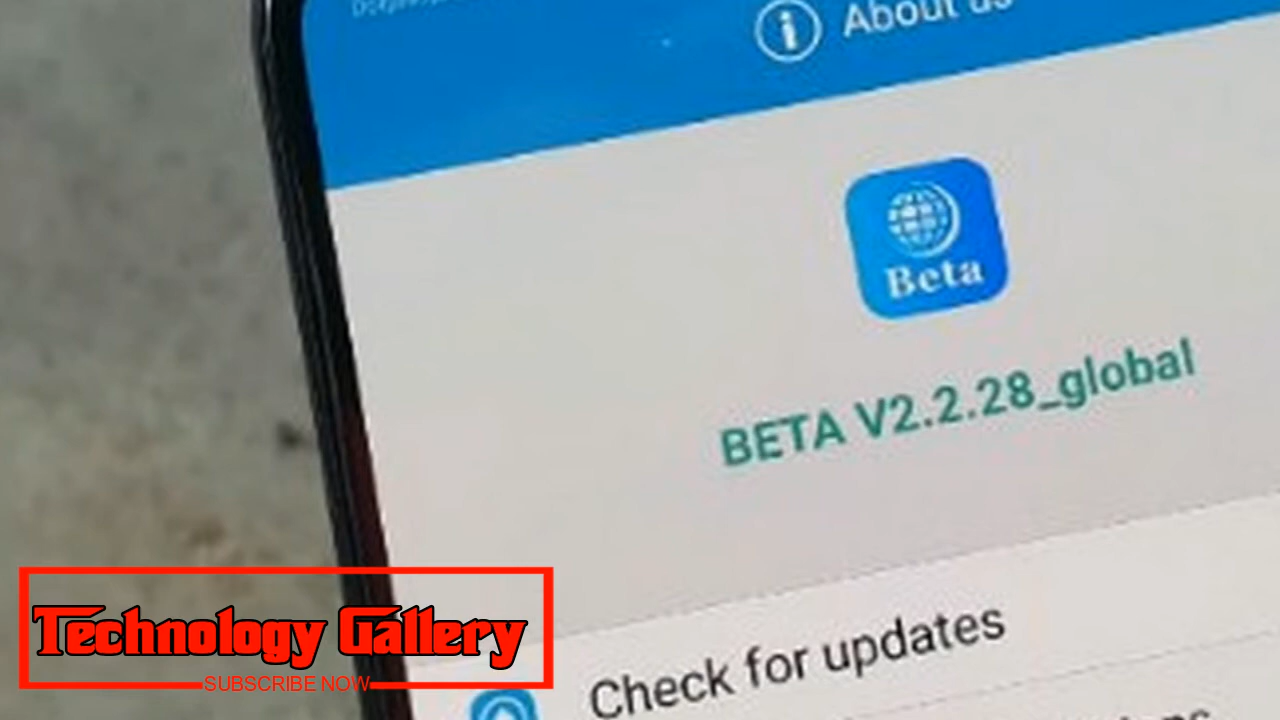 About us
Beta
BETA V2.2.28_global
Check for updates
Technology Gallery
SUBSCRIBE NOW